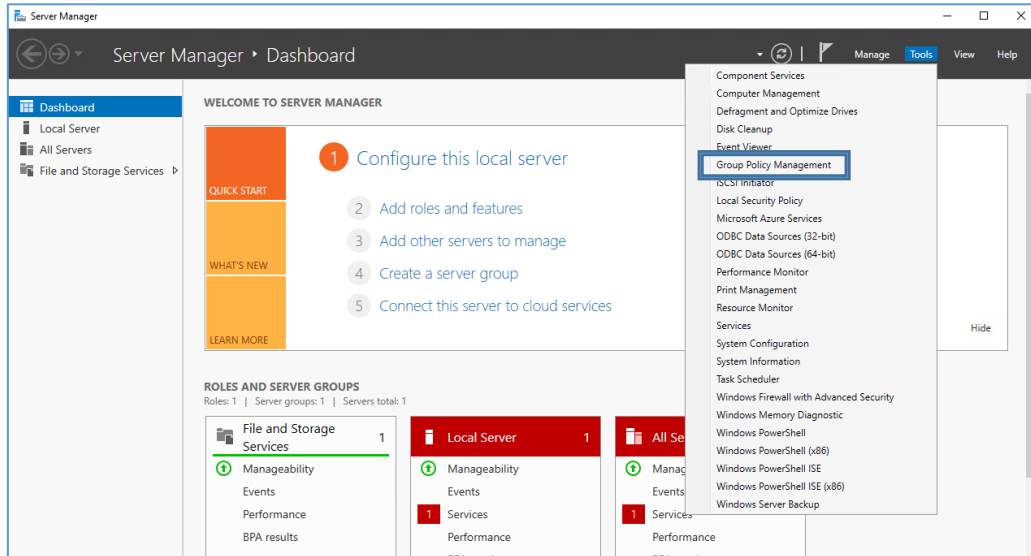 Server Manager
Server Manager • Dashboard
Manage Tools View Help
Dashboard
Local Server
All Servers
File and Storage Services
WELCOME TO SERVER MANAGER
QUICK START
WHAT'S NEW
LEARN MORE
1 Configure this local server
2 Add roles and features
3 Add other servers to manage
4 Create a server group
5 Connect this server to cloud services
Hide
Component Services
Computer Management
Defragment and Optimize Drives
Disk Cleanup
Event Viewer
Group Policy Management
iSCSI Initiator
Local Security Policy
Microsoft Azure Services
ODBC Data Sources (32-bit)
ODBC Data Sources (64-bit)
Performance Monitor
Print Management
Resource Monitor
Services
System Configuration
System Information
Task Scheduler
Windows Firewall with Advanced Security
Windows Memory Diagnostic
Windows PowerShell
Windows PowerShell (x86)
Windows PowerShell ISE
Windows PowerShell ISE (x86)
Windows Server Backup
ROLES AND SERVER GROUPS
Roles: 1 | Server groups: 1 | Servers total: 1
File and Storage
Services
1
Manageability
Events
Performance
BPA results
Local Server 1
Manageability
Events
1 Services
Performance
All Se
Manag
Events
1 Services
Performance